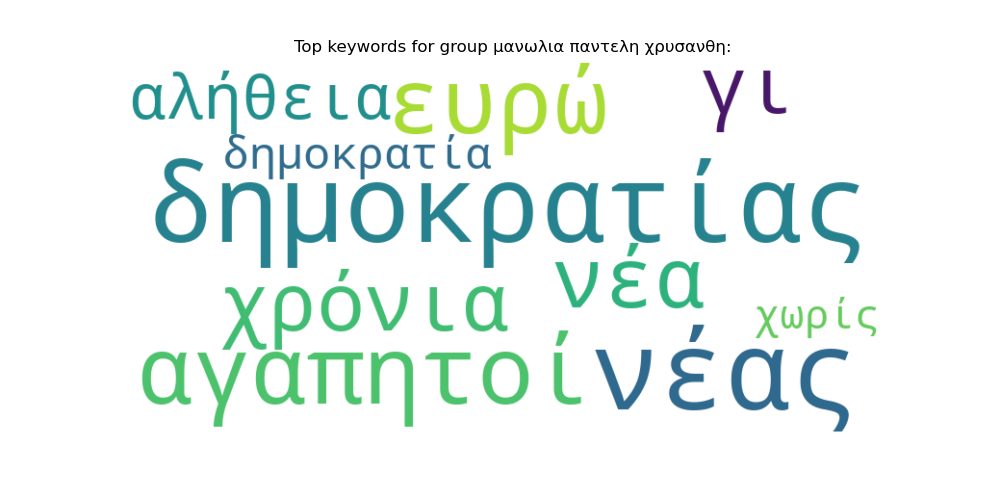 Top keywords for group μανωλια παντελη χρυσανθη:
αλήθεια ευρώ γι
δημοκρατία
δημοκρατίας
χρόνια νέα χωρίς
αγαπητοί νέας